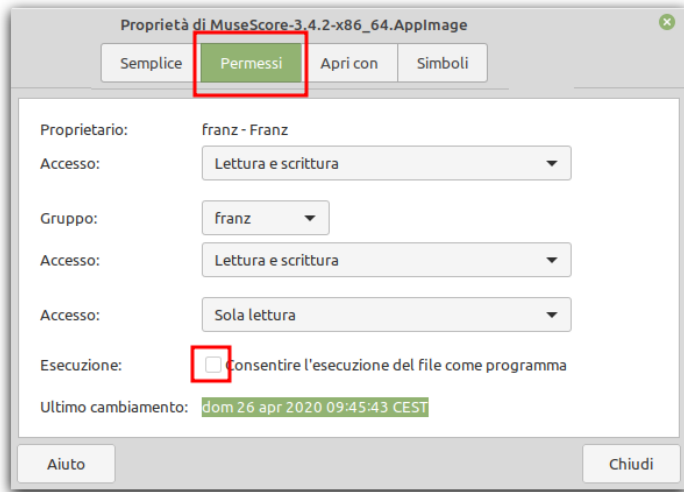 Proprietà di MuseScore-3.4.2-x86_64.AppImage
Semplice Permessi Apri con Simboli
Proprietario: franz - Franz
Accesso: Lettura e scrittura
Gruppo: franz
Accesso: Lettura e scrittura
Accesso: Sola lettura
Esecuzione: Consentire l'esecuzione del file come programma
Ultimo cambiamento: dom 26 apr 2020 09:45:43 CEST
Aiuto Chiudi